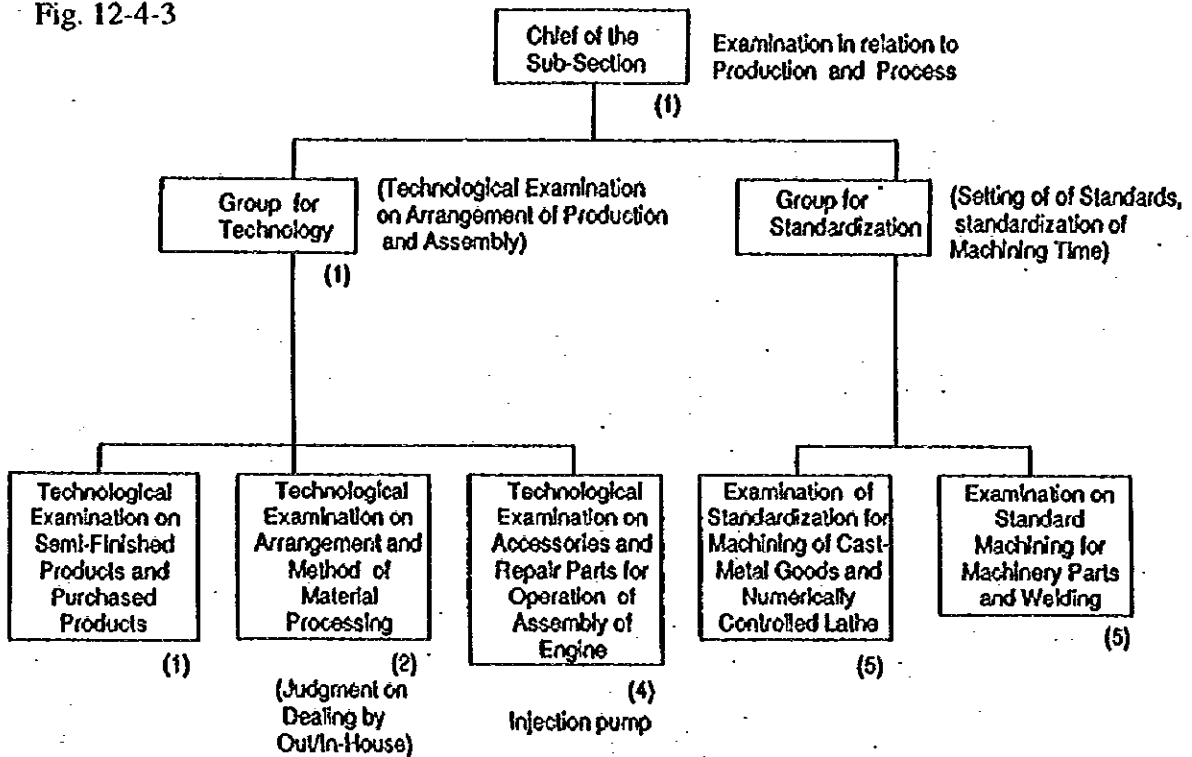 Fig. 12-4-3
Chief of the
Sub-Section
(1)
Examination in relation to
Production and Process
Group for
Technology
(1)
(Technological Examination
on Arrangement of Production
and Assembly)
Group for
Standardization
(Setting of of Standards,
standardization of
Machining Time)
Technological
Examination on
Semi-Finished
Products and
Purchased
Products
(1)
Technological
Examination on
Arrangement and
Method of
Material
Processing
(2)
(Judgment on
Dealing by
Out/In-House)
Technological
Examination on
Accessories and
Repair Parts for
Operation of
Assembly of
Engine
(4)
Injection pump
Examination of
Standardization for
Machining of Cast-
Metal Goods and
Numerically
Controlled Lathe
(5)
Examination on
Standard
Machining for
Machinery Parts
and Welding
(5)